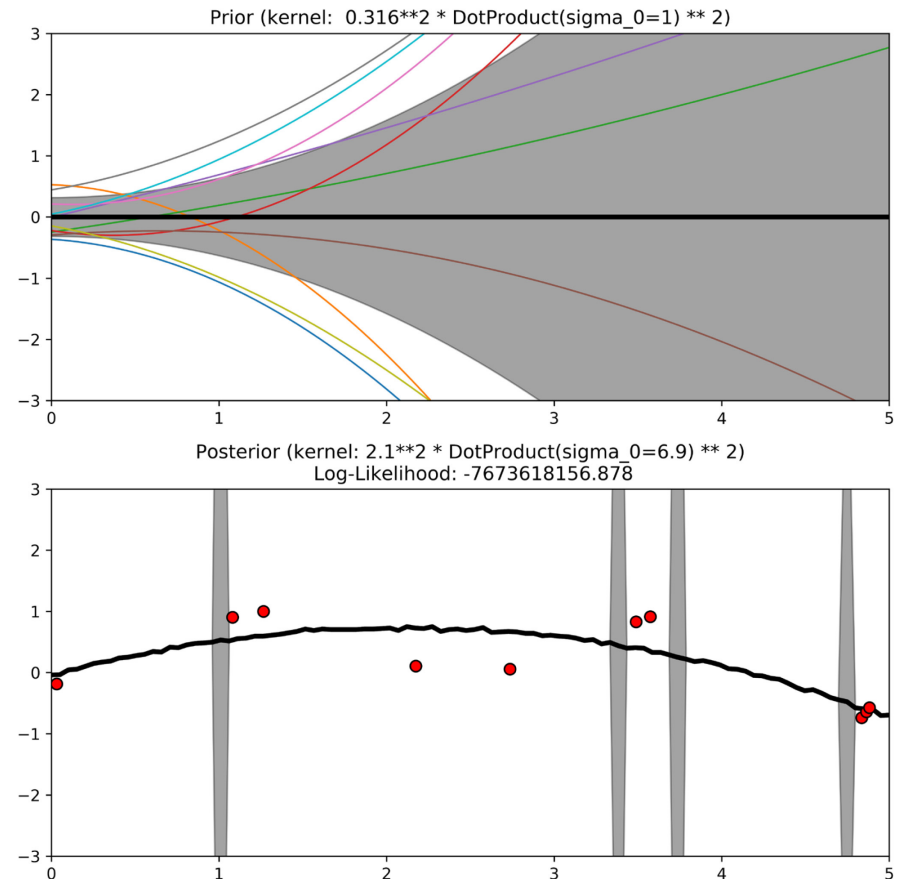 Prior (kernel:  0.316**2 * DotProduct(sigma_0=1) ** 2)
3
2
1
0
−1
−2
−3
0 1 2 3 4 5
Posterior (kernel: 2.1**2 * DotProduct(sigma_0=6.9) ** 2)
Log-Likelihood: -7673618156.878
3
2
1
0
−1
−2
−3
0 1 2 3 4 5